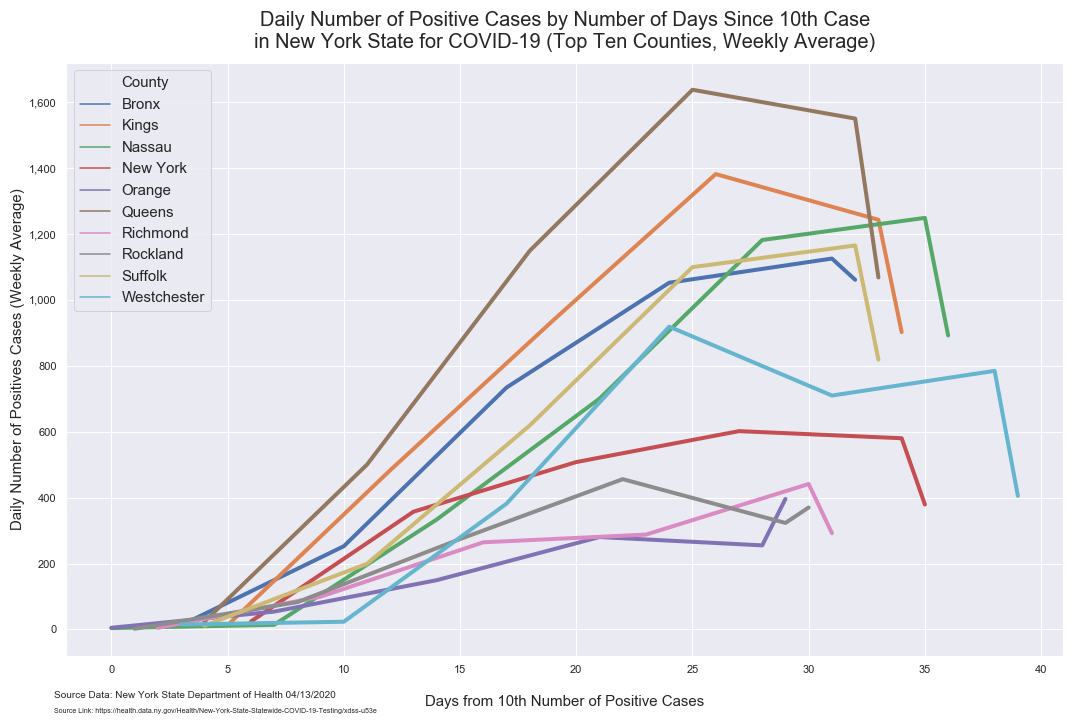 Daily Number of Positive Cases by Number of Days Since 10th Case
in New York State for COVID-19 (Top Ten Counties, Weekly Average)
County
Bronx
Kings
Nassau
New York
Orange
Queens
Richmond
Rockland
Suffolk
Westchester
Daily Number of Positives Cases (Weekly Average)
1,600
1,400
1,200
1,000
800
600
400
200
0
0 5 10 15 20 25 30 35 40
Days from 10th Number of Positive Cases
Source Data: New York State Department of Health 04/13/2020
Source Link: https://health.data.ny.gov/Health/New-York-State-Statewide-COVID-19-Testing/xdss-u53e